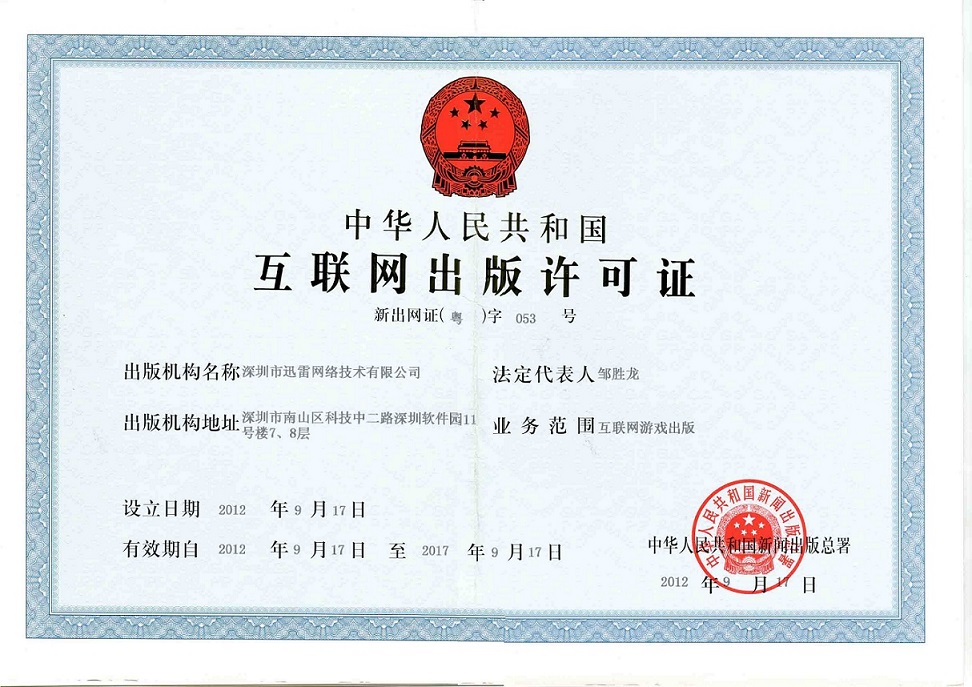 中华人民共和国
互联网出版许可证
新出网证(粤)字 053 号
出版机构名称 深圳市迅雷网络技术有限公司
法定代表人 邹胜龙
出版机构地址 深圳市南山区科技中二路深圳软件园11
号楼7、8层
业务范围 互联网游戏出版
设立日期 2012 年 9 月 17 日
有效期自 2012 年 9 月 17 日 至 2017 年 9 月 17 日
中华人民共和国新闻出版总署
中华人民共和国新闻出版总署
2012 年 9 月 17 日